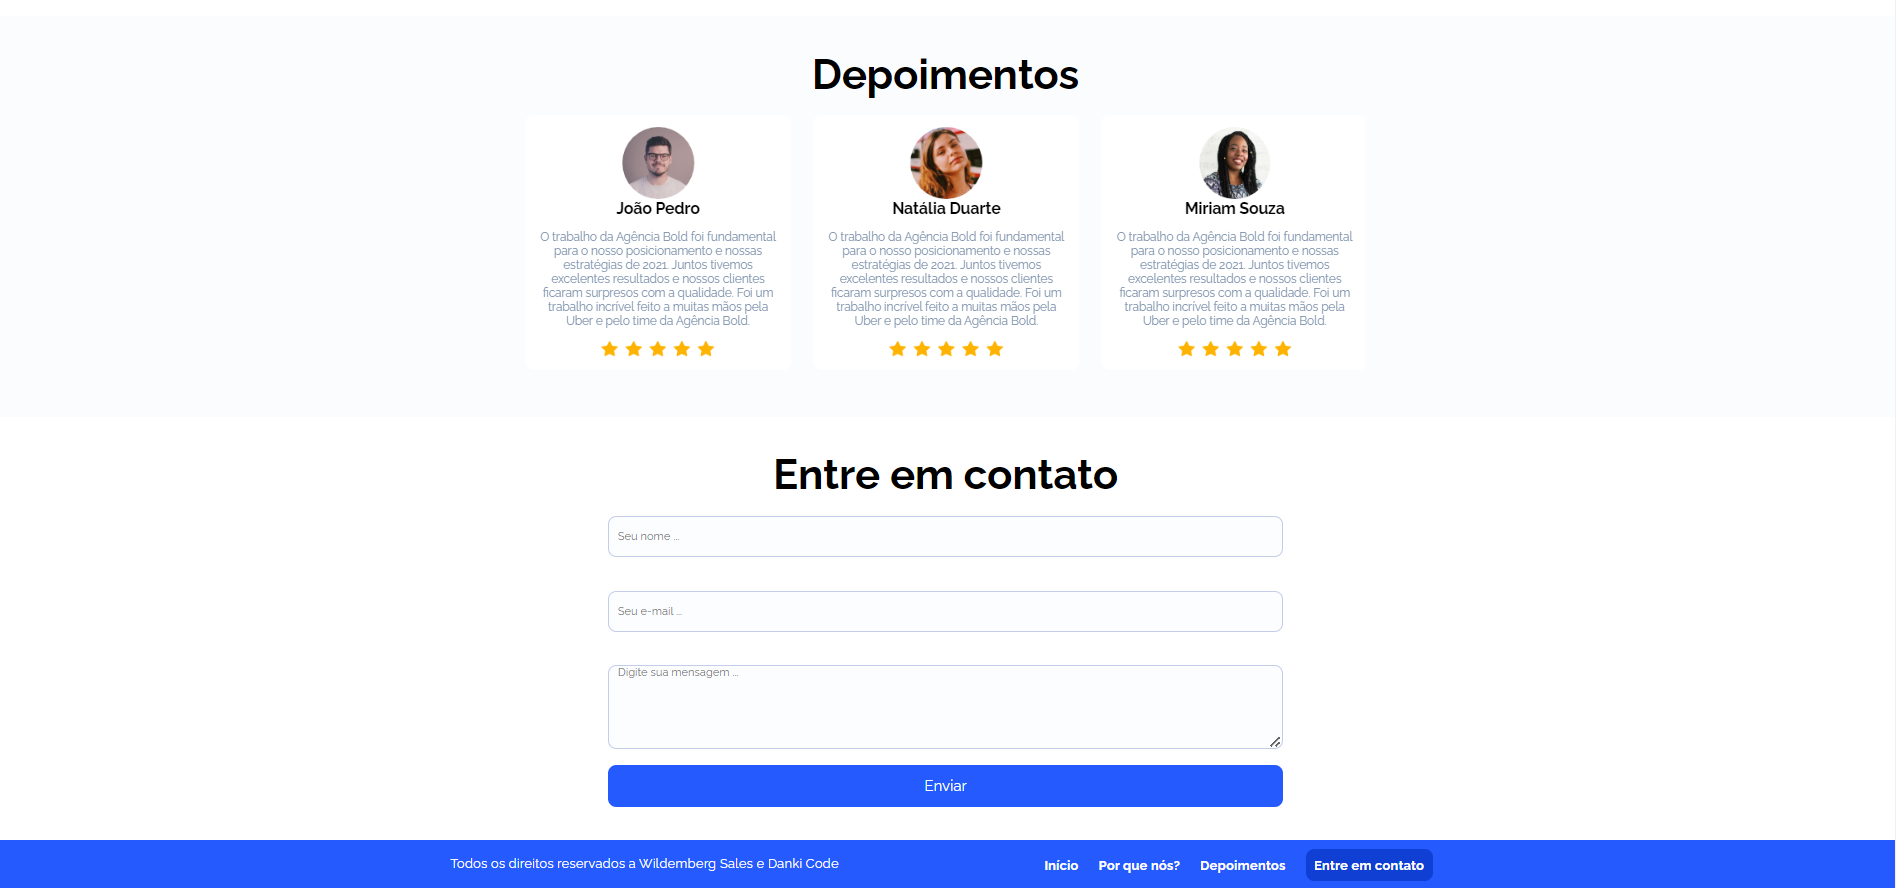 Depoimentos
João Pedro
O trabalho da Agência Bold foi fundamental
para o nosso posicionamento e nossas
estratégias de 2021. Juntos tivemos
excelentes resultados e nossos clientes
ficaram surpresos com a qualidade. Foi um
trabalho incrível feito a muitas mãos pela
Uber e pelo time da Agência Bold.
Natália Duarte
O trabalho da Agência Bold foi fundamental
para o nosso posicionamento e nossas
estratégias de 2021. Juntos tivemos
excelentes resultados e nossos clientes
ficaram surpresos com a qualidade. Foi um
trabalho incrível feito a muitas mãos pela
Uber e pelo time da Agência Bold.
Miriam Souza
O trabalho da Agência Bold foi fundamental
para o nosso posicionamento e nossas
estratégias de 2021. Juntos tivemos
excelentes resultados e nossos clientes
ficaram surpresos com a qualidade. Foi um
trabalho incrível feito a muitas mãos pela
Uber e pelo time da Agência Bold.
Entre em contato
Seu nome ...
Seu e-mail ...
Digite sua mensagem ...
Enviar
Todos os direitos reservados a Wildemberg Sales e Danki Code
Início
Por que nós?
Depoimentos
Entre em contato